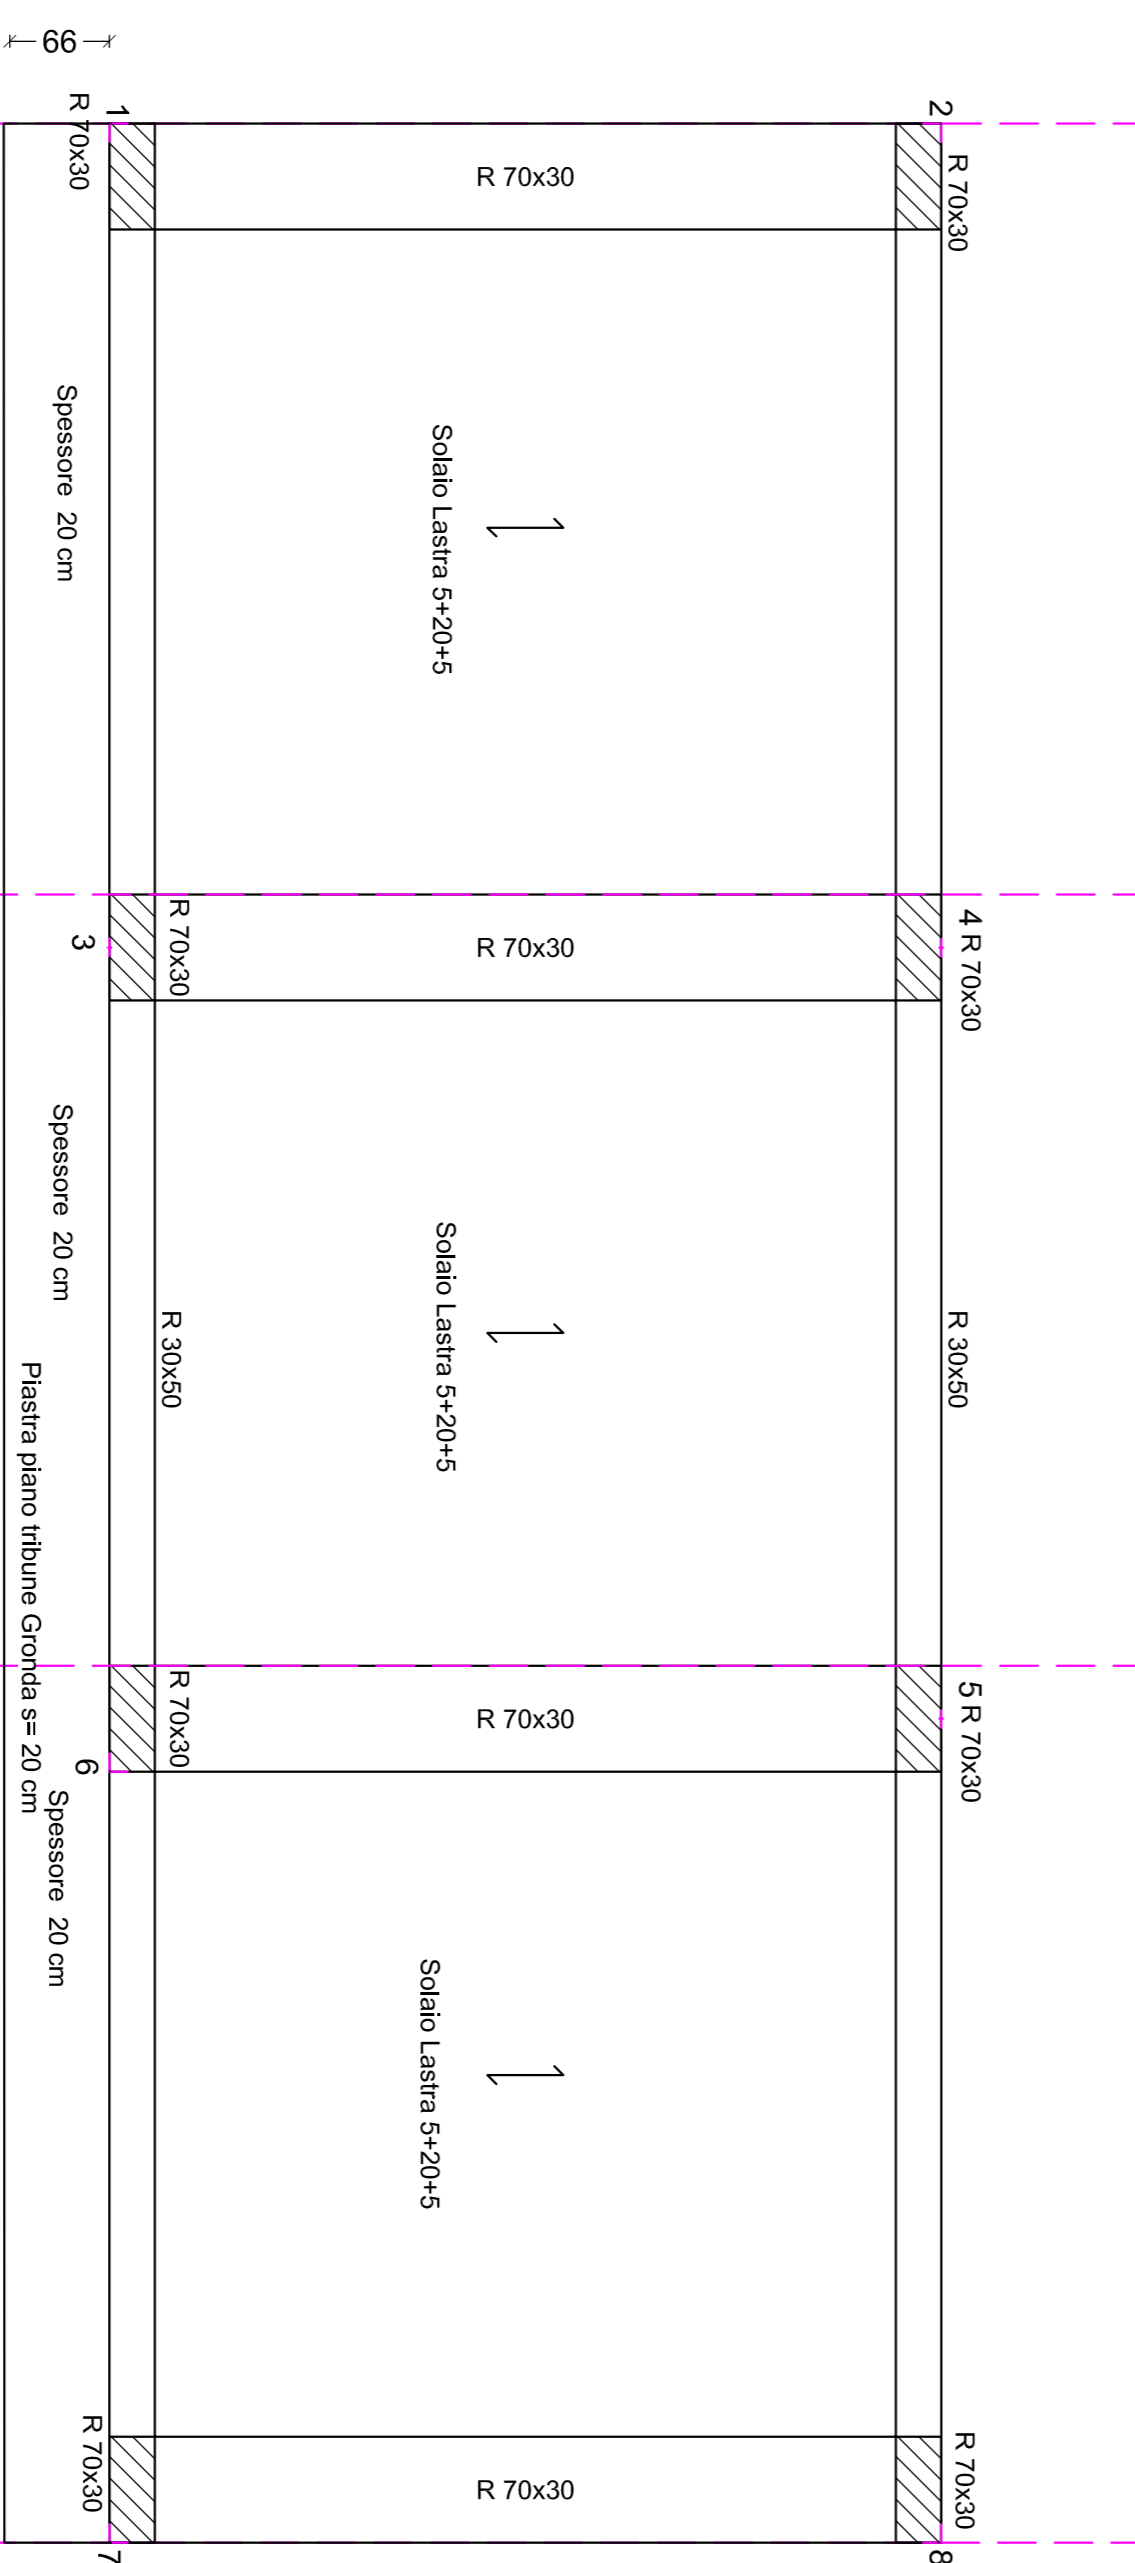 66
1
R 70x30
2
R 70x30
R 70x30
Spessore 20 cm
Solaio Lastra 5+20+5
3
R 70x30
R 70x30
4 R 70x30
Spessore 20 cm
Solaio Lastra 5+20+5
R 30x50
R 30x50
Piastra piano tribune Gronda s= 20 cm
6
R 70x30
R 70x30
5 R 70x30
Spessore 20 cm
Solaio Lastra 5+20+5
R 70x30
R 70x30
R 70x30
7
8